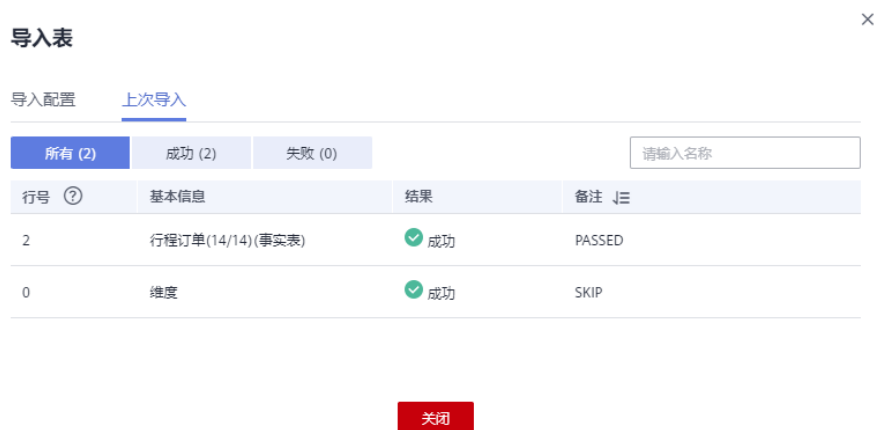 导入表
导入配置 上次导入
所有 (2) 成功 (2) 失败 (0) 请输入名称
行号 基本信息 结果 备注
2 行程订单(14/14)(事实表) 成功 PASSED
0 维度 成功 SKIP
关闭